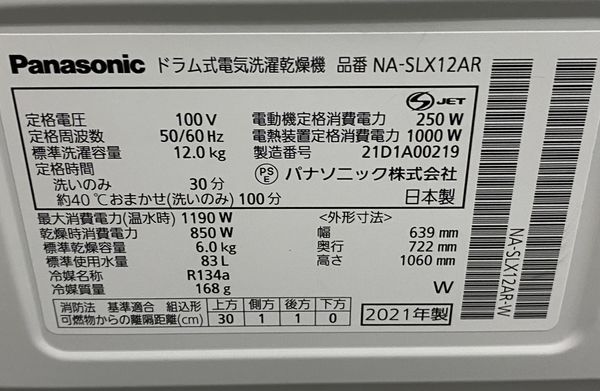 Panasonic ドラム式電気洗濯乾燥機 品番 NA-SLX12AR
S JET
定格電圧 100 V 電動機定格消費電力 250 W
定格周波数 50/60 Hz 電熱装置定格消費電力 1000 W
標準洗濯容量 12.0 kg 製造番号 21D1A00219
定格時間 PSE パナソニック株式会社
洗いのみ 30分
約40℃おまかせ(洗いのみ) 100分 日本製
最大消費電力(温水時) 1190 W <外形寸法>
乾燥時消費電力 850 W 幅 639 mm
標準乾燥容量 6.0 kg 奥行 722 mm
標準使用水量 83 L 高さ 1060 mm
冷媒名称 R134a
冷媒質量 168 g W
消防法 基準適合 組込形 上方 側方 後方 下方
可燃物からの離隔距離(cm) 30 1 1 0
2021年製
NA-SLX12AR-W